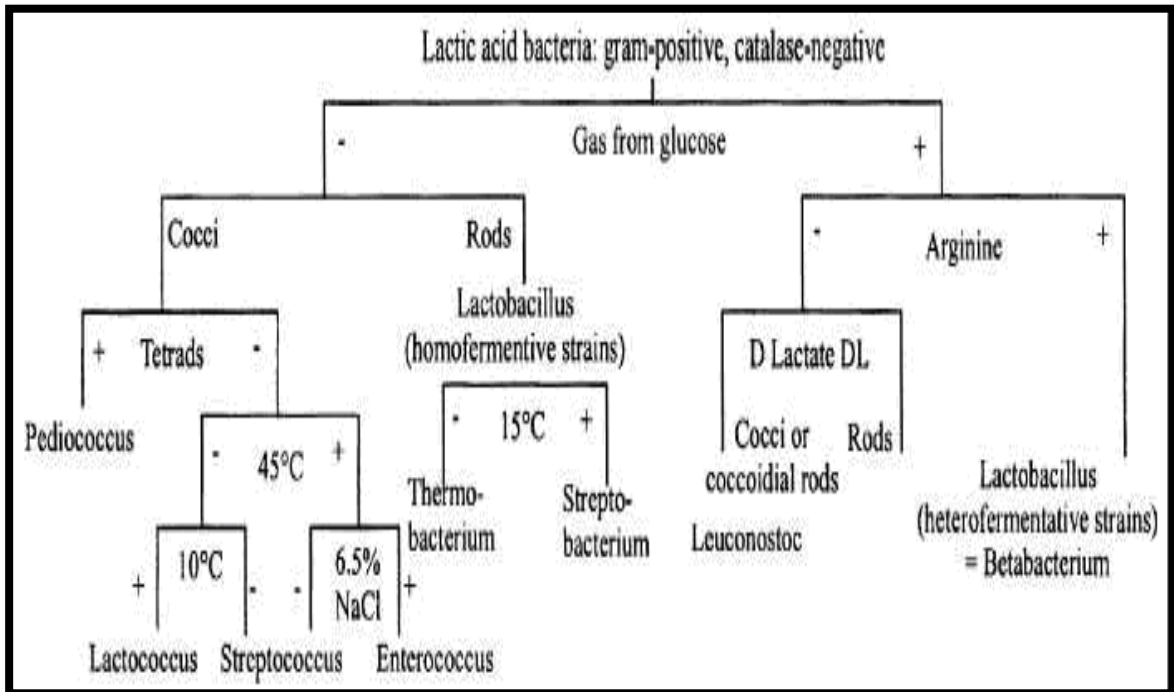 Lactic acid bacteria: gram-positive, catalase-negative
- Gas from glucose +
Cocci Rods
- Arginine +
Lactobacillus
(homofermentive strains)
+ Tetrads -
D Lactate DL
Pediococcus
- 45°C +
- 15°C +
Cocci or
coccoidial rods
Rods
Thermo-
bacterium
Strepto-
bacterium
Leuconostoc
Lactobacillus
(heterofermentative strains)
= Betabacterium
+ 10°C -
- 6.5%
NaCl +
Lactococcus Streptococcus Enterococcus